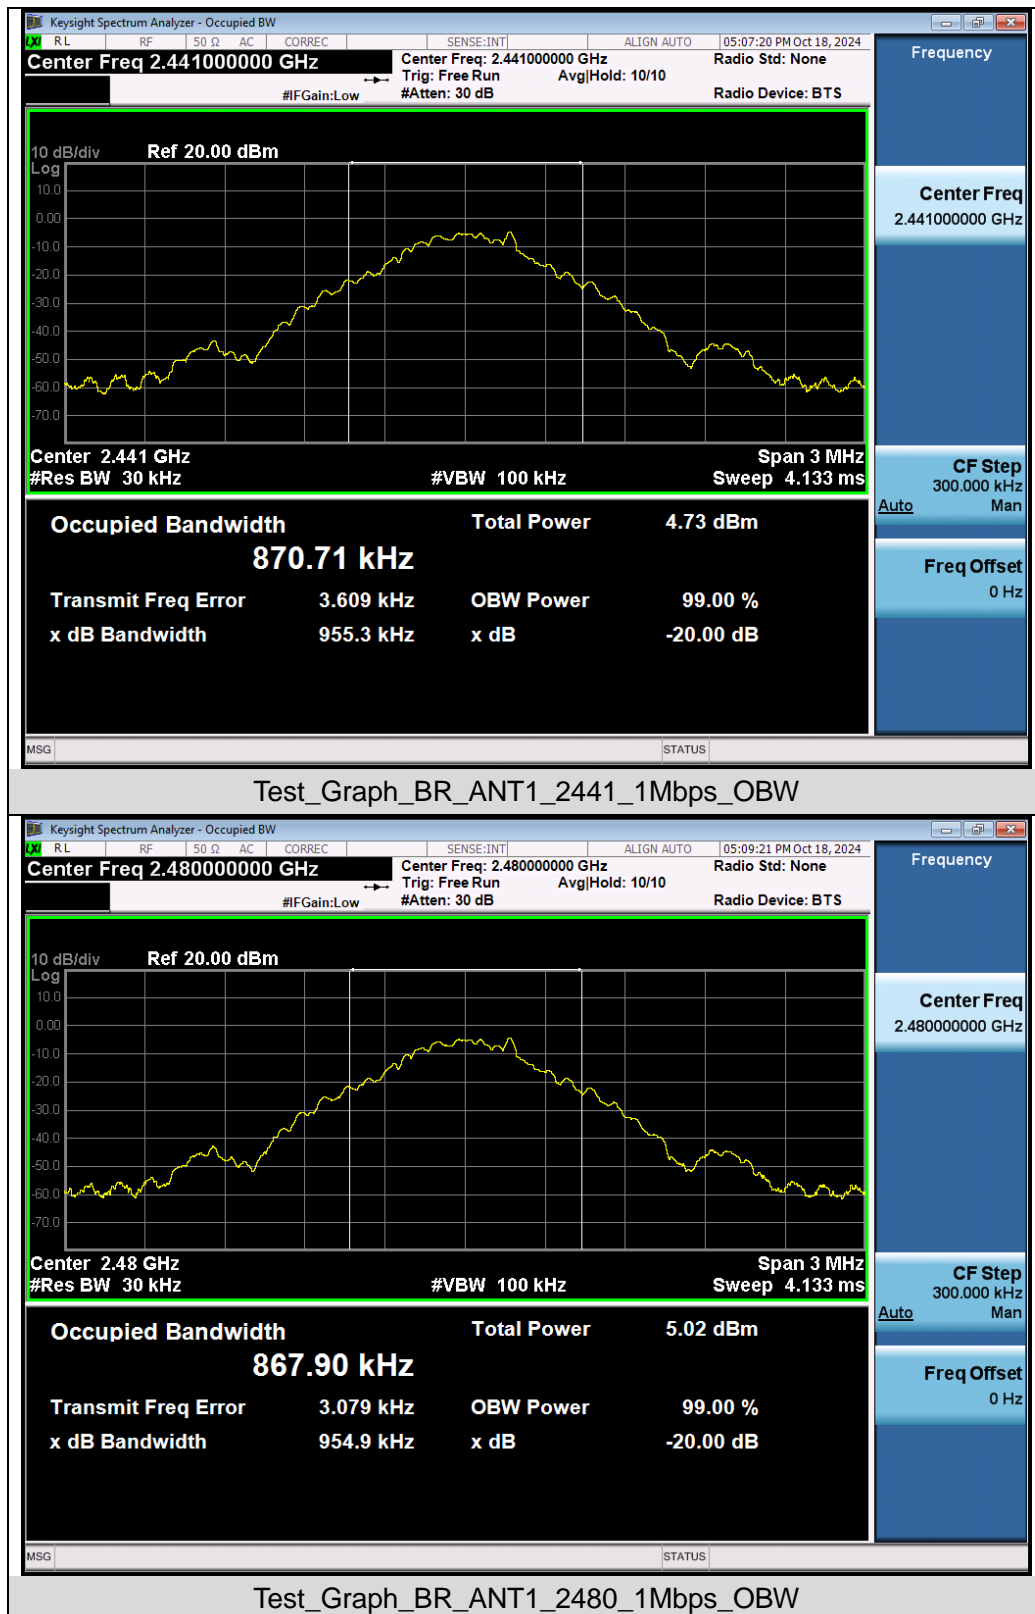 Keysight Spectrum Analyzer - Occupied BW
LXI RL RF 50 Ω AC CORREC SENSE:INT ALIGN AUTO 05:07:20 PM Oct 18, 2024
Center Freq 2.441000000 GHz
Center Freq: 2.441000000 GHz
Radio Std: None
Trig: Free Run Avg|Hold: 10/10
#IFGain:Low #Atten: 30 dB Radio Device: BTS
Frequency
10 dB/div Ref 20.00 dBm
Log
10.0
0.00
-10.0
-20.0
-30.0
-40.0
-50.0
-60.0
-70.0
Center 2.441 GHz Span 3 MHz
#Res BW 30 kHz #VBW 100 kHz Sweep 4.133 ms
Center Freq
2.441000000 GHz
CF Step
300.000 kHz
Auto Man
Freq Offset
0 Hz
Occupied Bandwidth Total Power 4.73 dBm
870.71 kHz
Transmit Freq Error 3.609 kHz OBW Power 99.00 %
x dB Bandwidth 955.3 kHz x dB -20.00 dB
MSG STATUS
Test_Graph_BR_ANT1_2441_1Mbps_OBW
Keysight Spectrum Analyzer - Occupied BW
LXI RL RF 50 Ω AC CORREC SENSE:INT ALIGN AUTO 05:09:21 PM Oct 18, 2024
Center Freq 2.480000000 GHz
Center Freq: 2.480000000 GHz
Radio Std: None
Trig: Free Run Avg|Hold: 10/10
#IFGain:Low #Atten: 30 dB Radio Device: BTS
Frequency
10 dB/div Ref 20.00 dBm
Log
10.0
0.00
-10.0
-20.0
-30.0
-40.0
-50.0
-60.0
-70.0
Center 2.48 GHz Span 3 MHz
#Res BW 30 kHz #VBW 100 kHz Sweep 4.133 ms
Center Freq
2.480000000 GHz
CF Step
300.000 kHz
Auto Man
Freq Offset
0 Hz
Occupied Bandwidth Total Power 5.02 dBm
867.90 kHz
Transmit Freq Error 3.079 kHz OBW Power 99.00 %
x dB Bandwidth 954.9 kHz x dB -20.00 dB
MSG STATUS
Test_Graph_BR_ANT1_2480_1Mbps_OBW